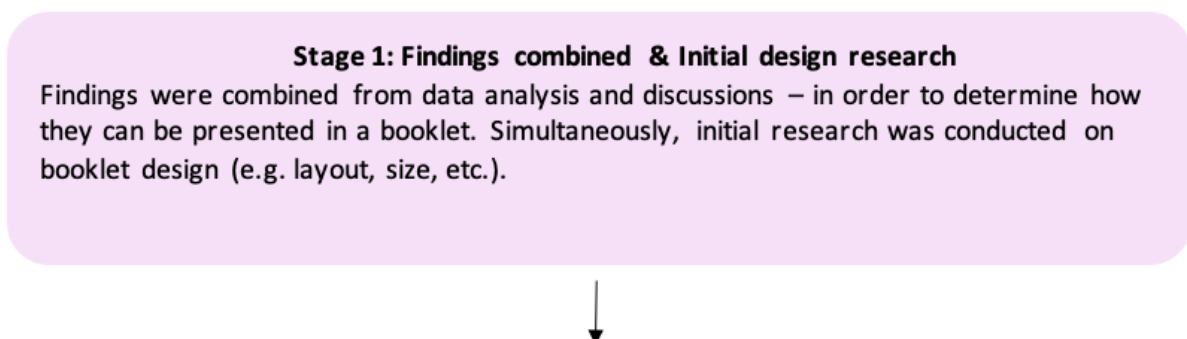 Stage 1: Findings combined & Initial design research
Findings were combined from data analysis and discussions – in order to determine how
they can be presented in a booklet. Simultaneously, initial research was conducted on
booklet design (e.g. layout, size, etc.).